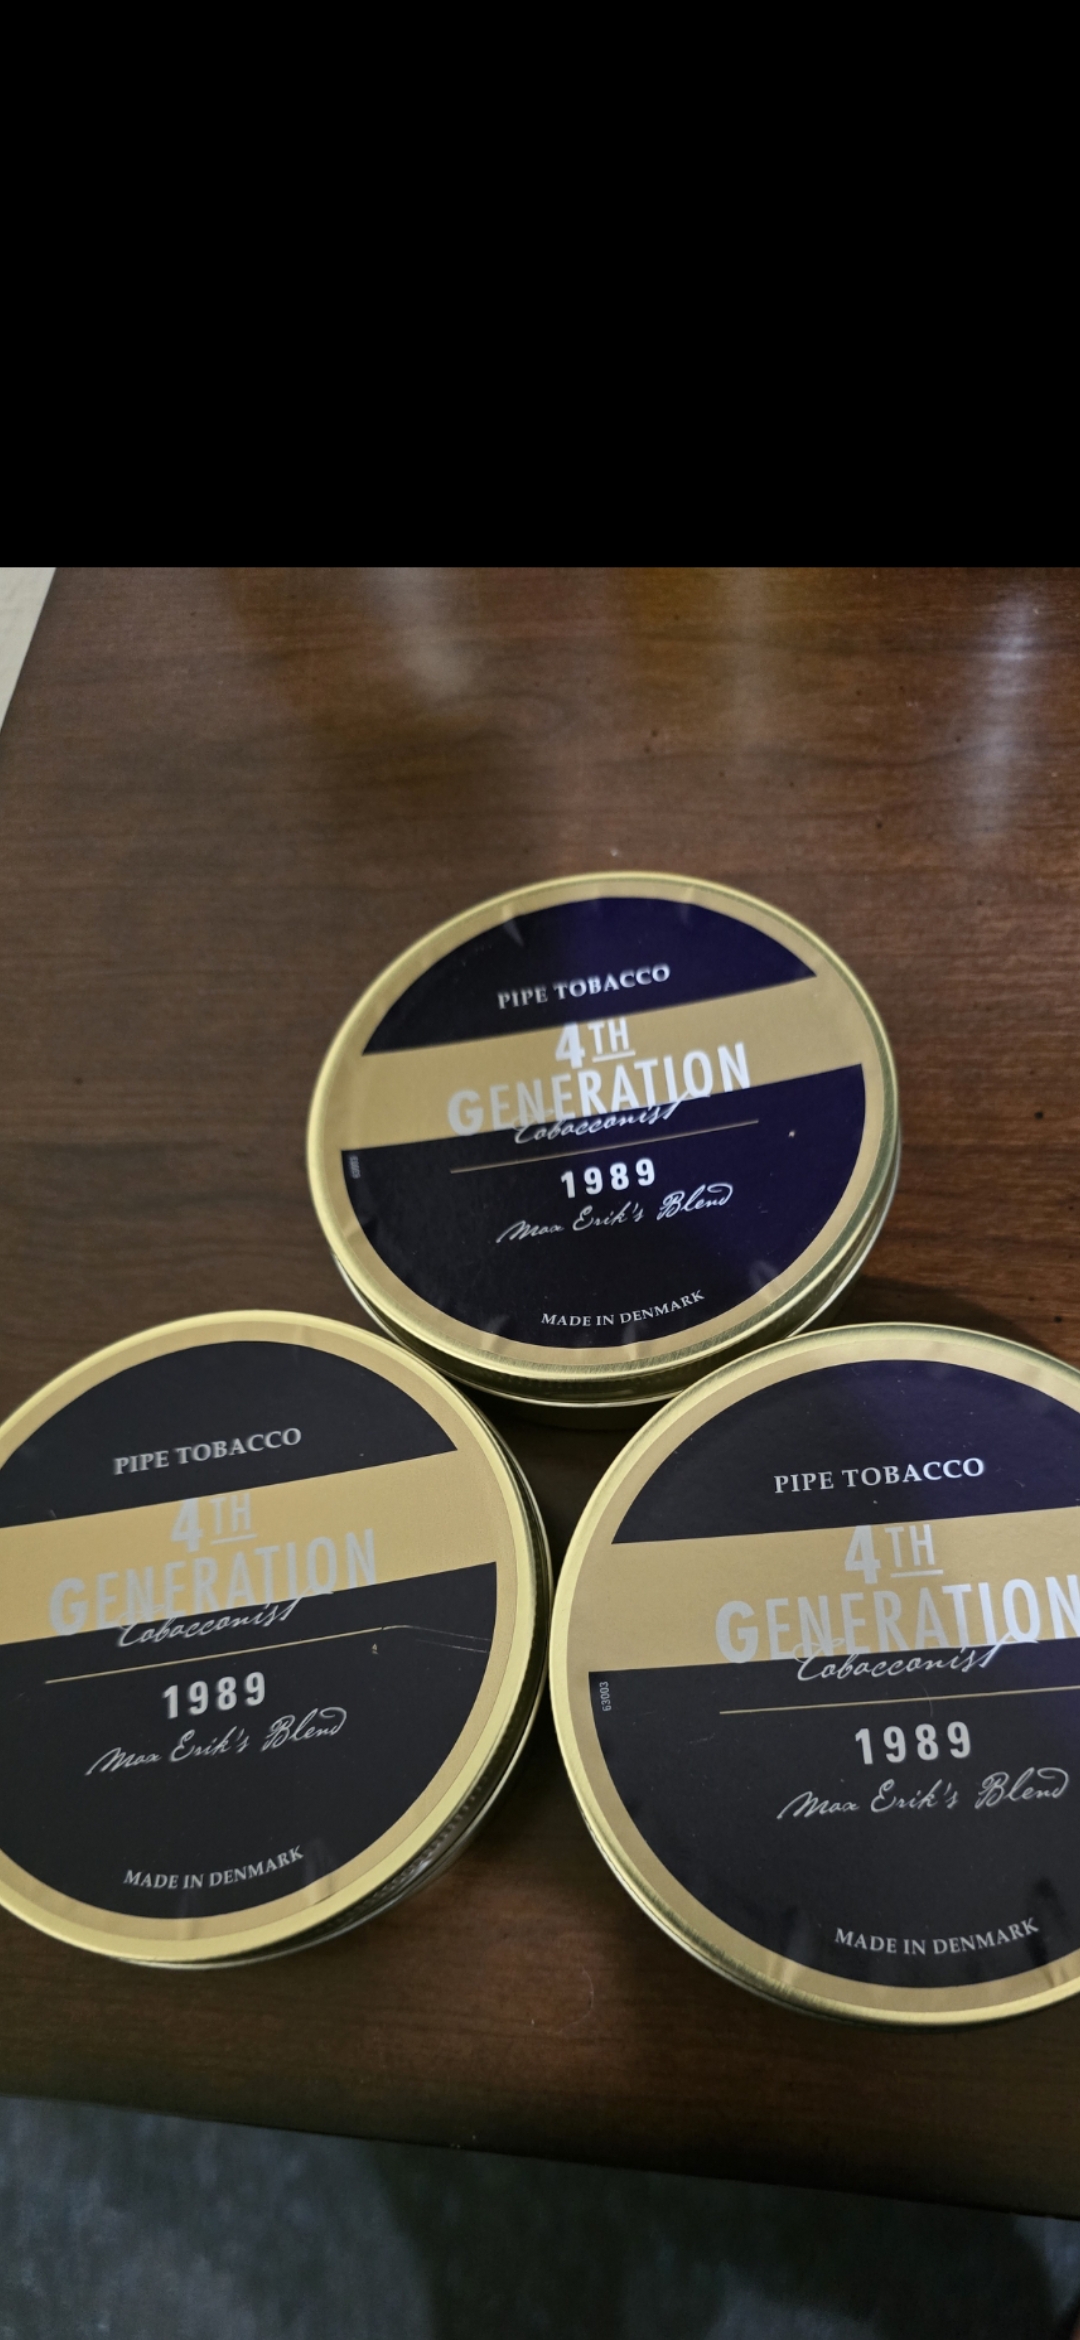 PIPE TOBACCO
4TH
GENERATION
Tobacconist
1989
Max Erik's Blend
MADE IN DENMARK
PIPE TOBACCO
4TH
GENERATION
Tobacconist
1989
Max Erik's Blend
MADE IN DENMARK
PIPE TOBACCO
4TH
GENERATION
Tobacconist
63003
1989
Max Erik's Blend
MADE IN DENMARK